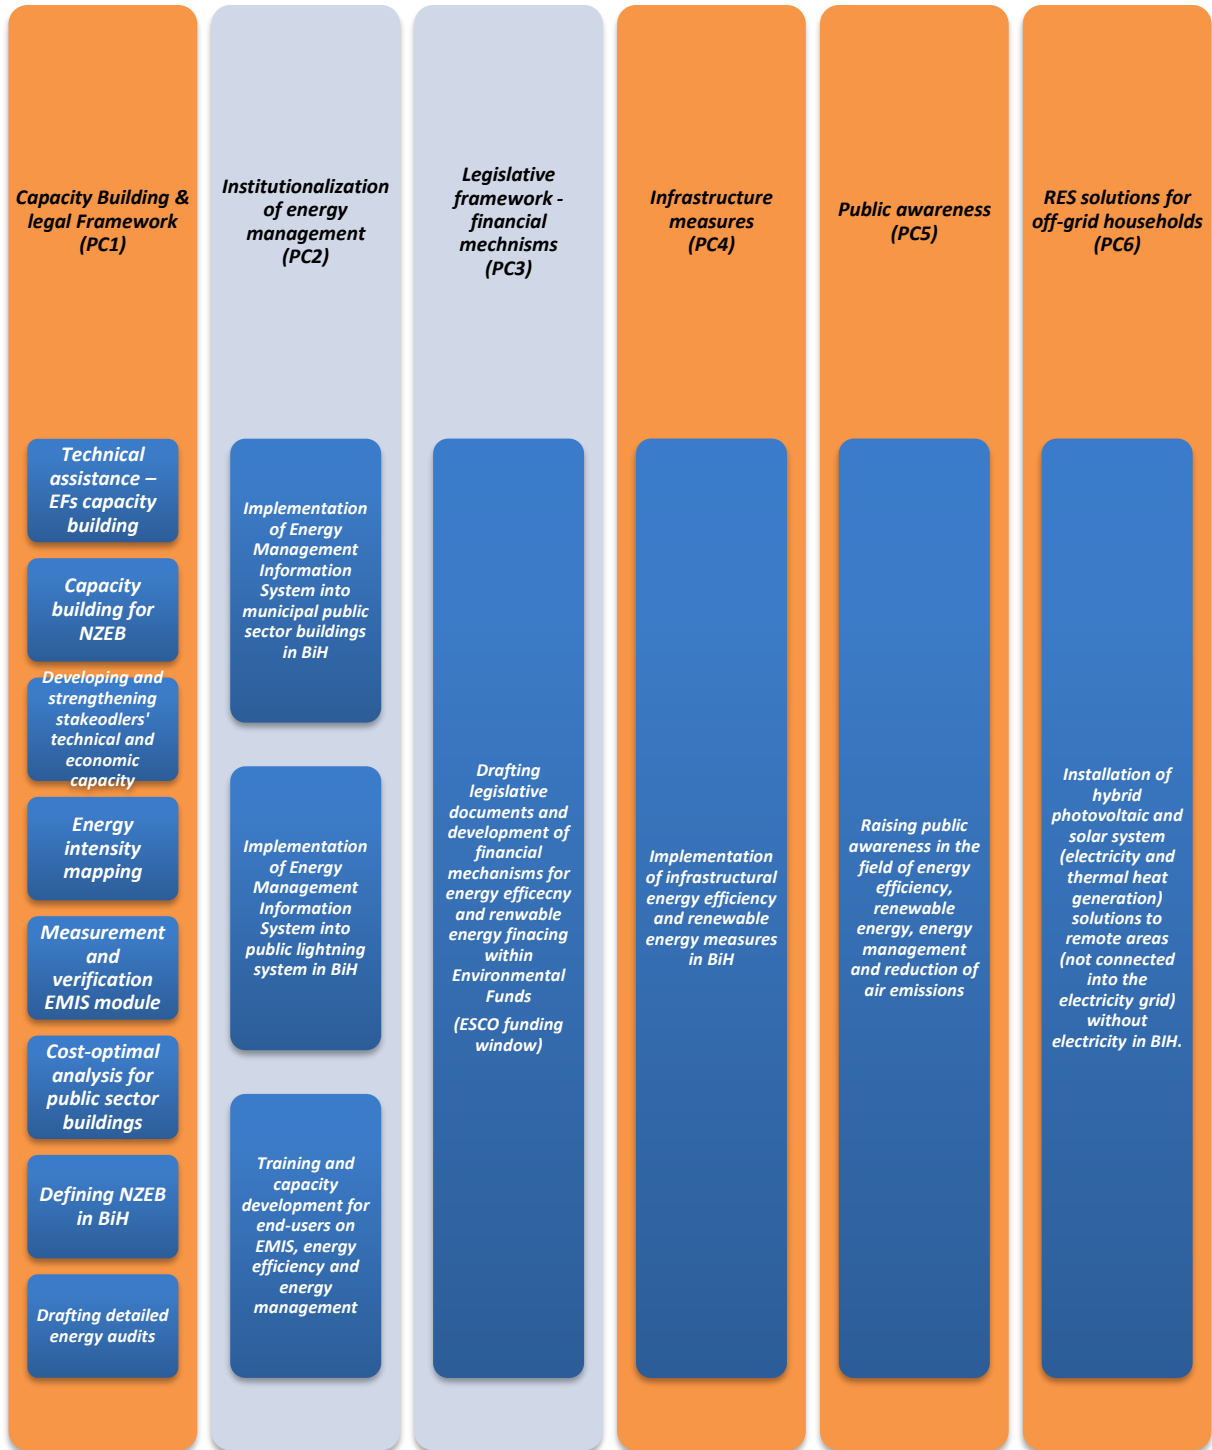 Capacity Building &
legal Framework
(PC1)
Technical
assistance –
EFs capacity
building
Capacity
building for
NZEB
Developing and
strengthening
stakeodlers'
technical and
economic
capacity
Energy
intensity
mapping
Measurement
and
verification
EMIS module
Cost-optimal
analysis for
public sector
buildings
Defining NZEB
in BiH
Drafting detailed
energy audits
Institutionalization
of energy
management
(PC2)
Implementation
of Energy
Management
Information
System into
municipal public
sector buildings
in BiH
Implementation
of Energy
Management
Information
System into
public lightning
system in BiH
Training and
capacity
development for
end-users on
EMIS, energy
efficiency and
energy
management
Legislative
framework -
financial
mechnisms
(PC3)
Drafting
legislative
documents and
development of
financial
mechanisms for
energy efficecny
and renwable
energy finacing
within
Environmental
Funds
(ESCO funding
window)
Infrastructure
measures
(PC4)
Implementation
of infrastructural
energy efficiency
and renewable
energy measures
in BiH
Public awareness
(PC5)
Raising public
awareness in the
field of energy
efficiency,
renewable
energy, energy
management
and reduction of
air emissions
RES solutions for
off-grid households
(PC6)
Installation of
hybrid
photovoltaic and
solar system
(electricity and
thermal heat
generation)
solutions to
remote areas
(not connected
into the
electricity grid)
without
electricity in BIH.